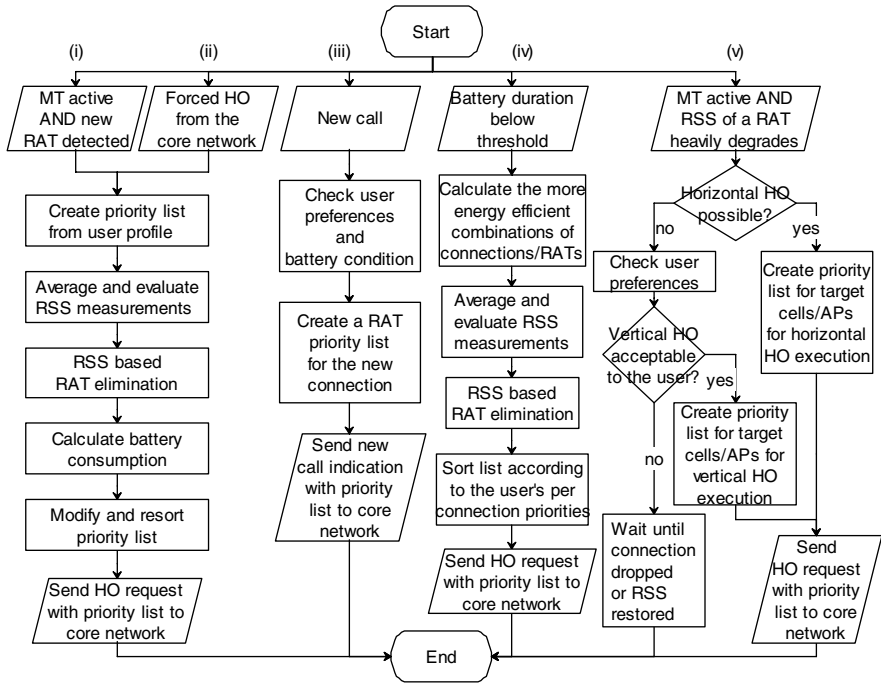 Start
(i)
(ii)
(iii)
(iv)
(v)
MT active
AND new
RAT detected
Forced HO
from the
core network
New call
Battery duration
below
threshold
MT active AND
RSS of a RAT
heavily degrades
Create priority list
from user profile
Average and evaluate
RSS measurements
RSS based
RAT elimination
Calculate battery
consumption
Modify and resort
priority list
Send HO request
with priority list to
core network
Check user
preferences
and
battery condition
Create a RAT
priority list
for the new
connection
Send new
call indication
with priority
list to core
network
Calculate the more
energy efficient
combinations of
connections/RATs
Average and
evaluate RSS
measurements
RSS based
RAT elimination
Sort list according
to the user's per
connection priorities
Send HO request
with priority list to
core network
Horizontal HO
possible?
no
yes
Check user
preferences
Vertical HO
acceptable
to the user?
yes
no
Create priority
list for target
cells/APs for
vertical HO
execution
Wait until
connection
dropped
or RSS
restored
Create priority
list for target
cells/APs
for horizontal
HO execution
Send
HO request
with priority
list to core
network
End